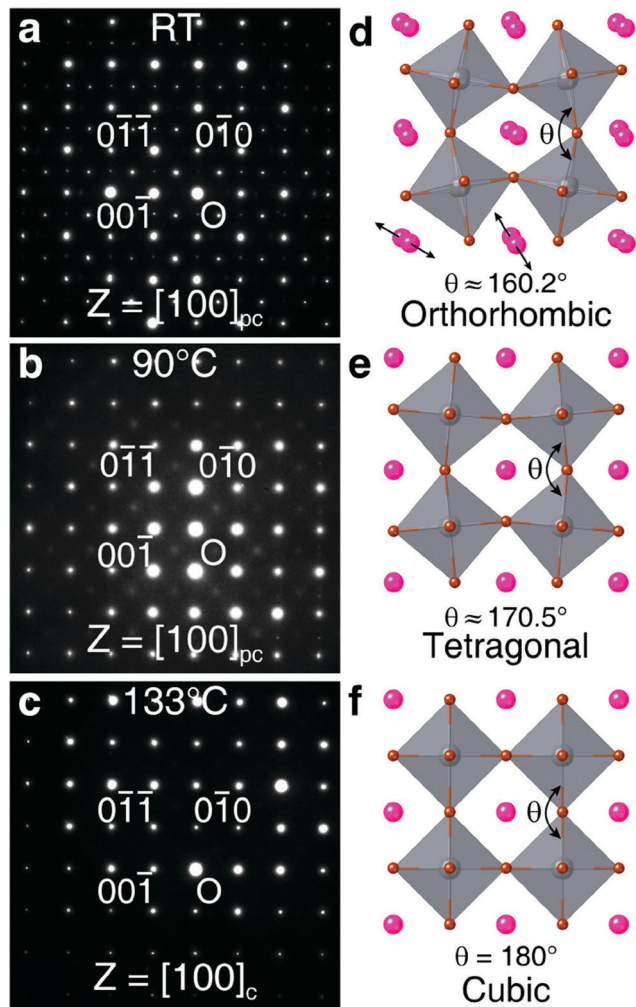 a
RT
01̅1̅ 01̅0
001̅ O
Z = [100]pc
b
90°C
01̅1̅ 01̅0
001̅ O
Z = [100]pc
c
133°C
01̅1̅ 01̅0
001̅ O
Z = [100]c
d
θ
θ ≈ 160.2°
Orthorhombic
e
θ
θ ≈ 170.5°
Tetragonal
f
θ
θ = 180°
Cubic